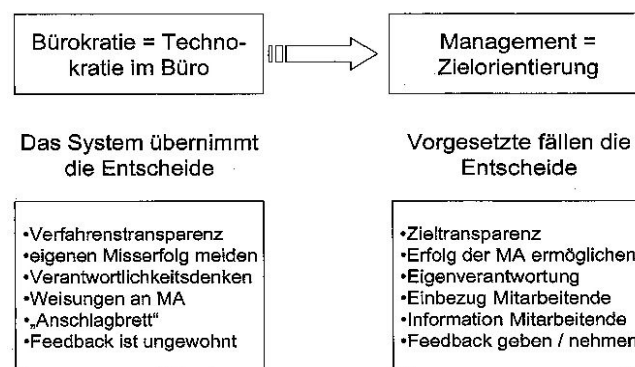 Bürokratie = Techno-
kratie im Büro
Management =
Zielorientierung
Das System übernimmt
die Entscheide
Vorgesetzte fällen die
Entscheide
•Verfahrenstransparenz
•eigenen Misserfolg meiden
•Verantwortlichkeitsdenken
•Weisungen an MA
•„Anschlagbrett“
•Feedback ist ungewohnt
•Zieltransparenz
•Erfolg der MA ermöglichen
•Eigenverantwortung
•Einbezug Mitarbeitende
•Information Mitarbeitende
•Feedback geben / nehmen